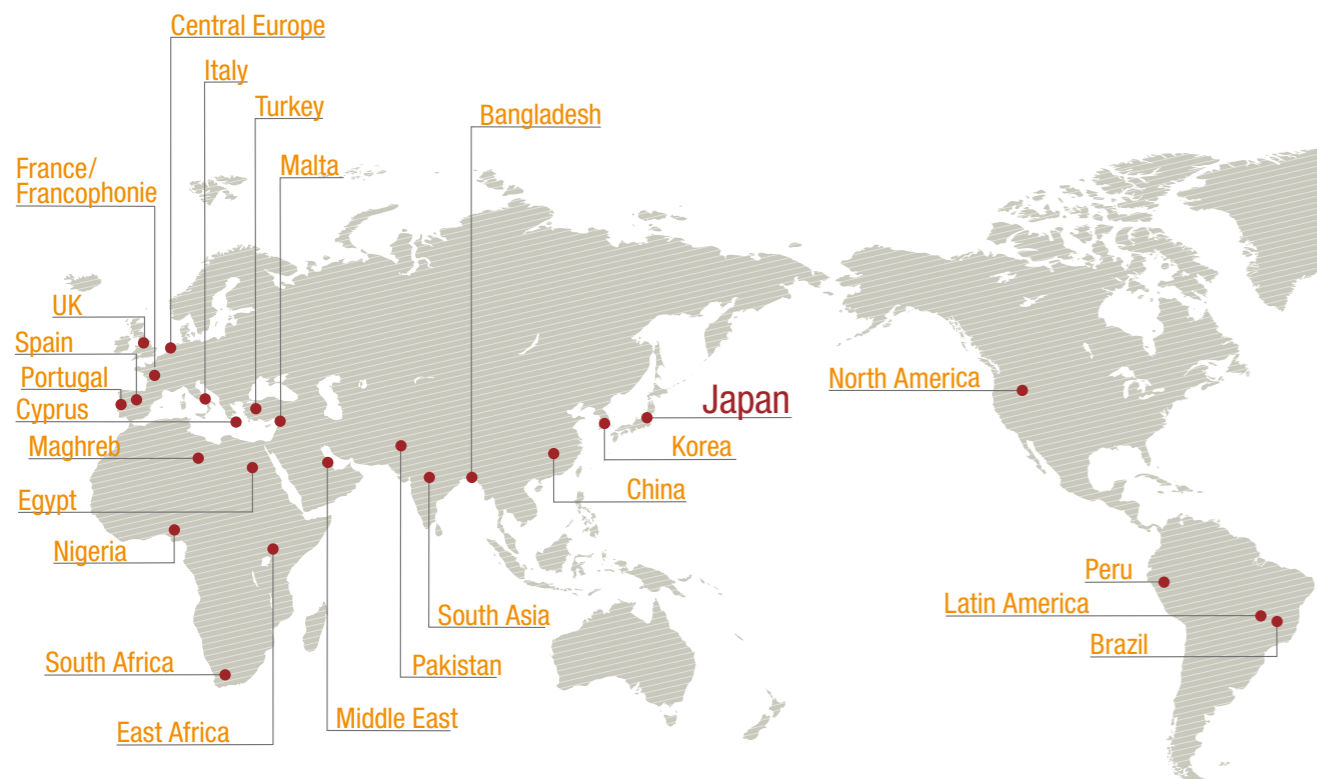 Central Europe
Italy
Turkey
Bangladesh
Malta
France/
Francophonie
UK
Spain
Portugal
Cyprus
Maghreb
Egypt
Nigeria
South Africa
East Africa
Middle East
Pakistan
South Asia
China
Korea
Japan
North America
Peru
Latin America
Brazil